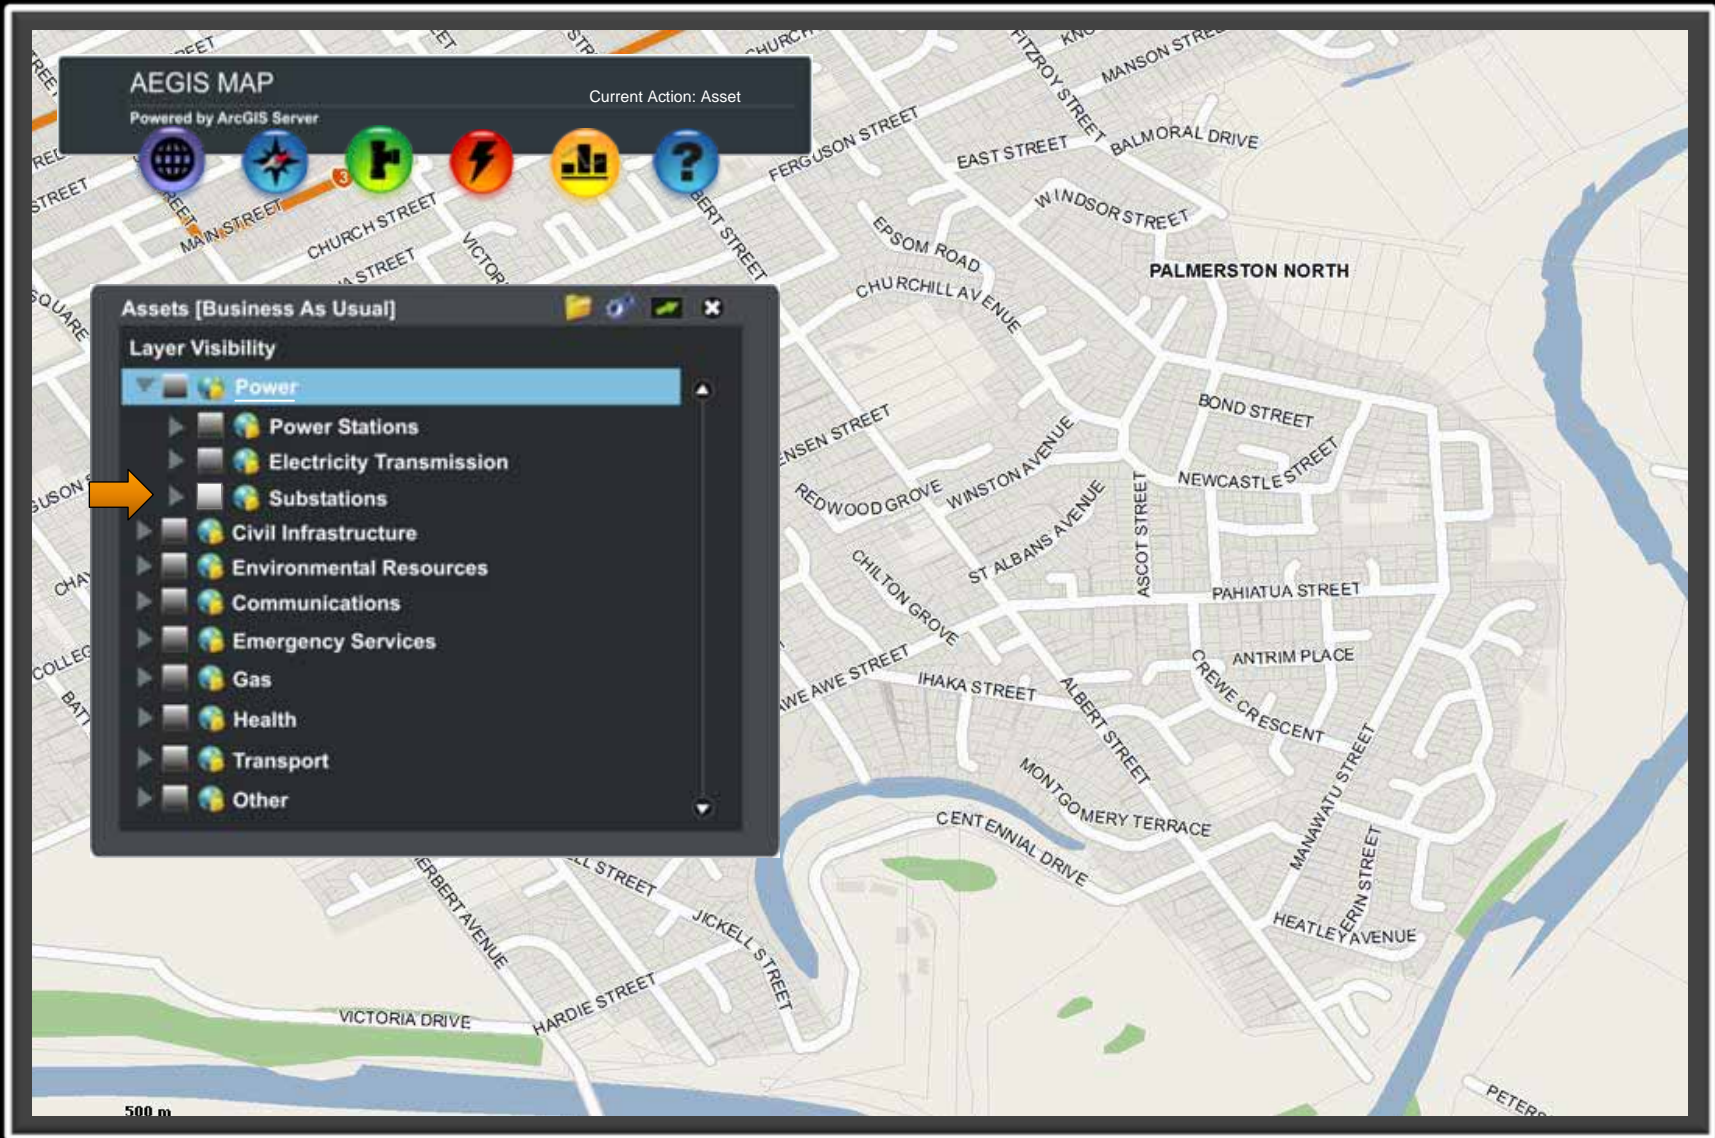 AEGIS MAP
Current Action: Asset
Powered by ArcGIS Server
Assets [Business As Usual]
Layer Visibility
Power
Power Stations
Electricity Transmission
Substations
Civil Infrastructure
Environmental Resources
Communications
Emergency Services
Gas
Health
Transport
Other
3
MAIN STREET
CHURCH STREET
STREET
SQUARE
FERGUSON STREET
FITZROY STREET
MANSON
EAST STREET
BALMORAL DRIVE
WINDSOR STREET
EPSOM ROAD
CHURCHILL AVENUE
PALMERSTON NORTH
BOND STREET
NEWCASTLE STREET
WINSTON AVENUE
REDWOOD GROVE
ST ALBANS AVENUE
ASCOT STREET
CHILTON GROVE
PAHIATUA STREET
ANTRIM PLACE
CREWE CRESCENT
IHAKA STREET
ALBERT STREET
MONTGOMERY TERRACE
MANAWATU STREET
CENTENNIAL DRIVE
ERIN STREET
HEATLEY AVENUE
JICKELL STREET
HARDIE STREET
VICTORIA DRIVE
500 m